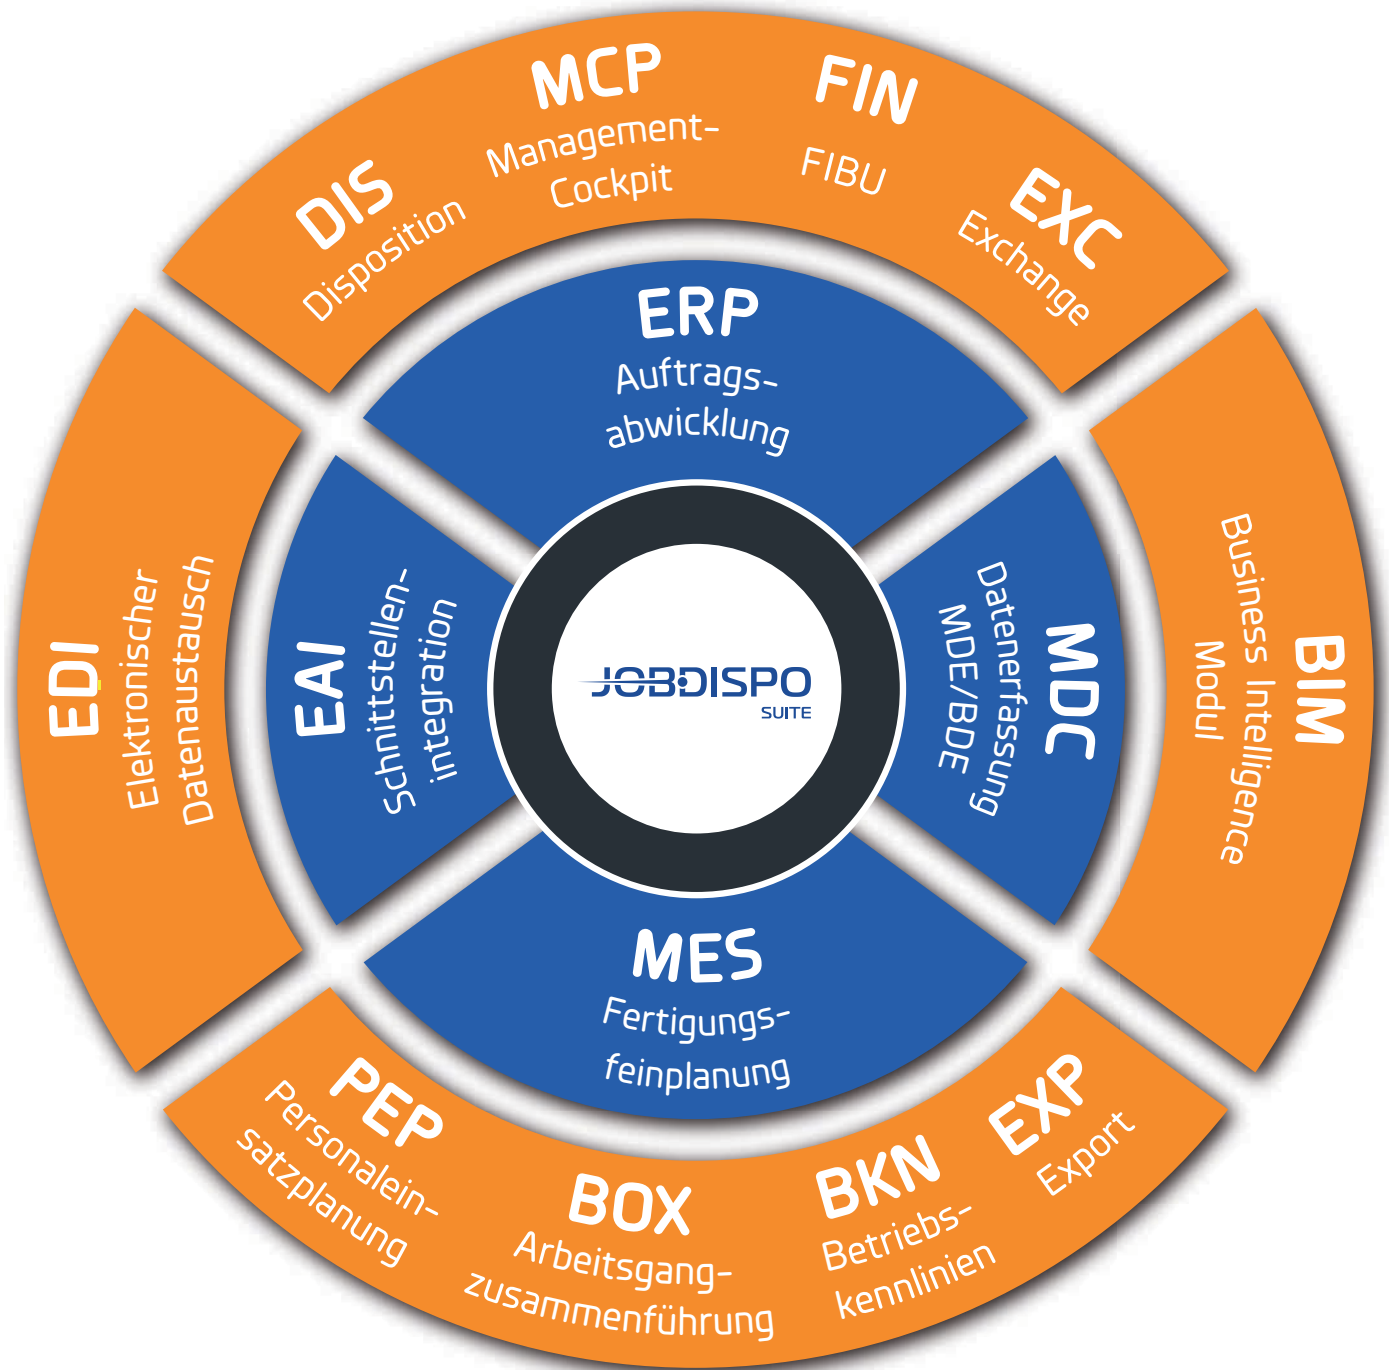 DIS
Disposition
MCP
Management-
Cockpit
FIN
FIBU
EXC
Exchange
ERP
Auftrags-
abwicklung
EDI
Elektronischer
Datenaustausch
EAI
Schnittstellen-
integration
JOBDISPO
SUITE
MDC
Datenerfassung
MDE/BDE
BIM
Business Intelligence
Modul
MES
Fertigungs-
feinplanung
PEP
Personalein-
satzplanung
BOX
Arbeitsgang-
zusammenführung
BKN
Betriebs-
kennlinien
EXP
Export